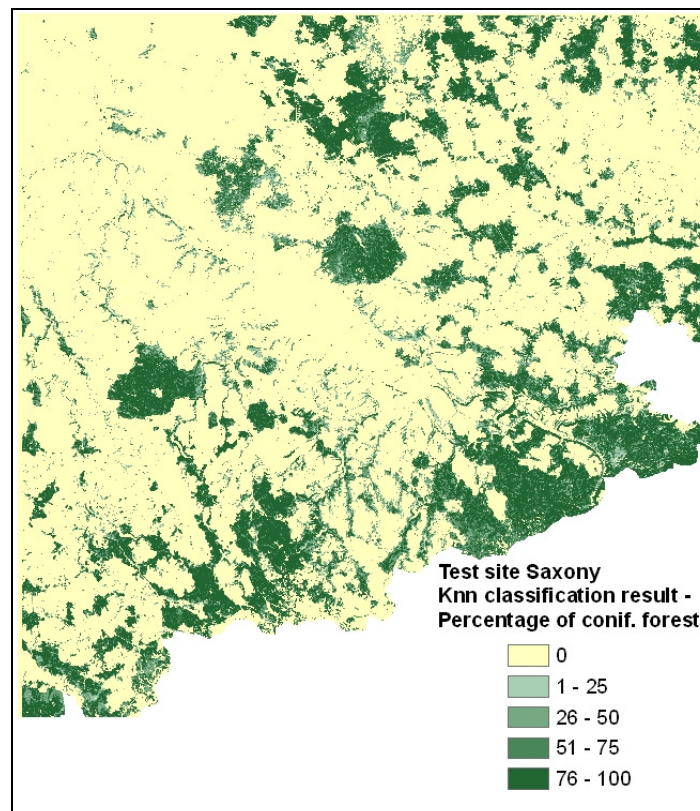 Test site Saxony
Knn classification result -
Percentage of conif. forest
0
1 - 25
26 - 50
51 - 75
76 - 100